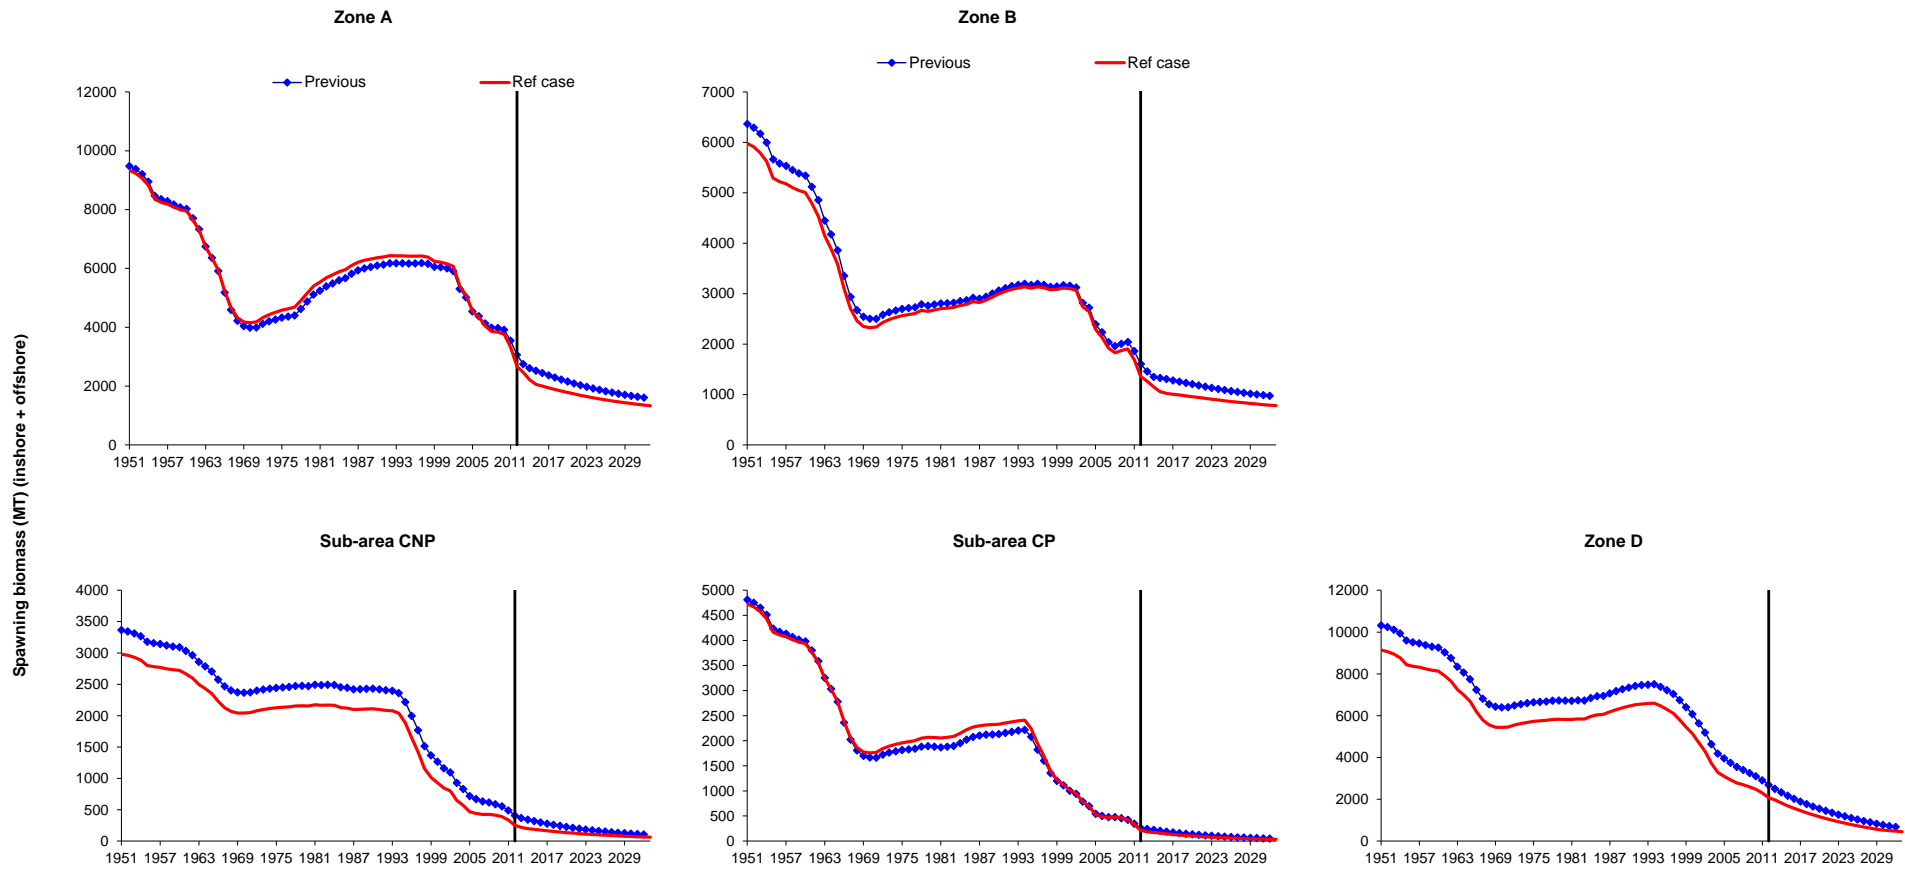 Zone A
Zone B
Previous
Ref case
Previous
Ref case
12000
10000
8000
6000
4000
2000
0
1951 1957 1963 1969 1975 1981 1987 1993 1999 2005 2011 2017 2023 2029
7000
6000
5000
4000
3000
2000
1000
0
1951 1957 1963 1969 1975 1981 1987 1993 1999 2005 2011 2017 2023 2029
Spawning biomass (MT) (inshore + offshore)
Sub-area CNP
Sub-area CP
Zone D
4000
3500
3000
2500
2000
1500
1000
500
0
1951 1957 1963 1969 1975 1981 1987 1993 1999 2005 2011 2017 2023 2029
5000
4500
4000
3500
3000
2500
2000
1500
1000
500
0
1951 1957 1963 1969 1975 1981 1987 1993 1999 2005 2011 2017 2023 2029
12000
10000
8000
6000
4000
2000
0
1951 1957 1963 1969 1975 1981 1987 1993 1999 2005 2011 2017 2023 2029